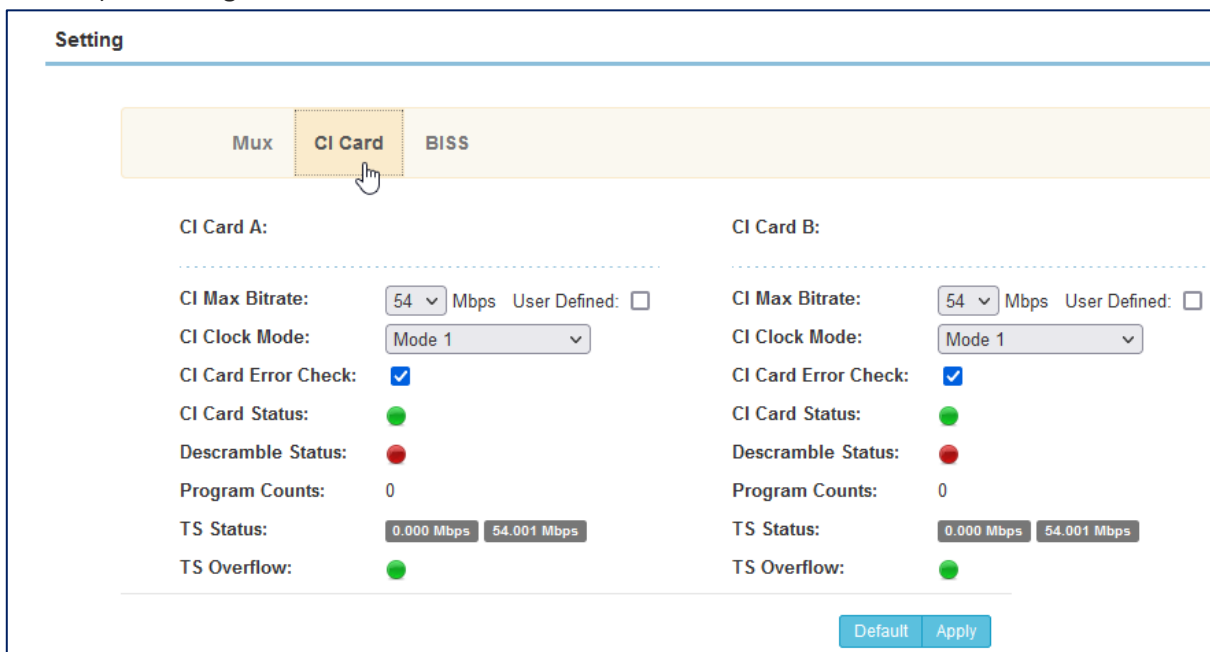 Setting
Mux CI Card BISS
CI Card A: CI Card B:
CI Max Bitrate: 54 Mbps User Defined: CI Max Bitrate: 54 Mbps User Defined:
CI Clock Mode: Mode 1 CI Clock Mode: Mode 1
CI Card Error Check: CI Card Error Check:
CI Card Status: CI Card Status:
Descramble Status: Descramble Status:
Program Counts: 0 Program Counts: 0
TS Status: 0.000 Mbps 54.001 Mbps TS Status: 0.000 Mbps 54.001 Mbps
TS Overflow: TS Overflow:
Default Apply